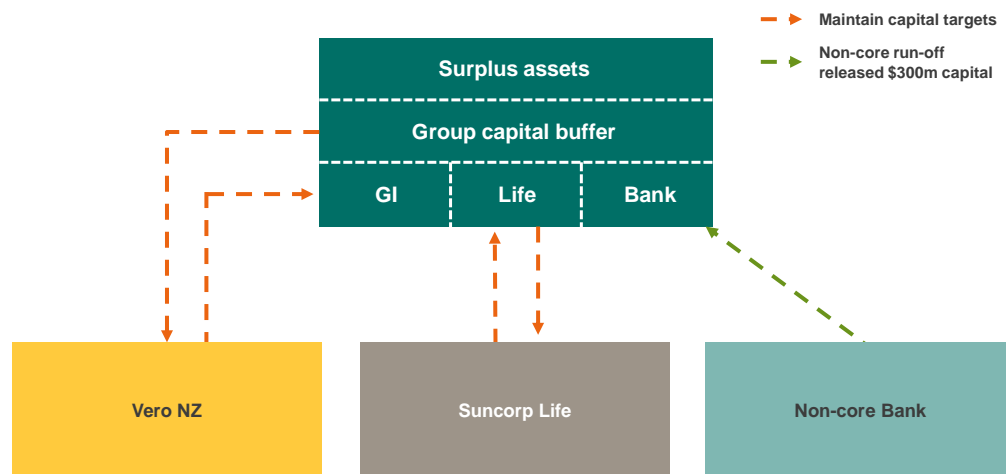 Maintain capital targets
Non-core run-off
released $300m capital
Surplus assets
Group capital buffer
GI
Life
Bank
Vero NZ
Suncorp Life
Non-core Bank